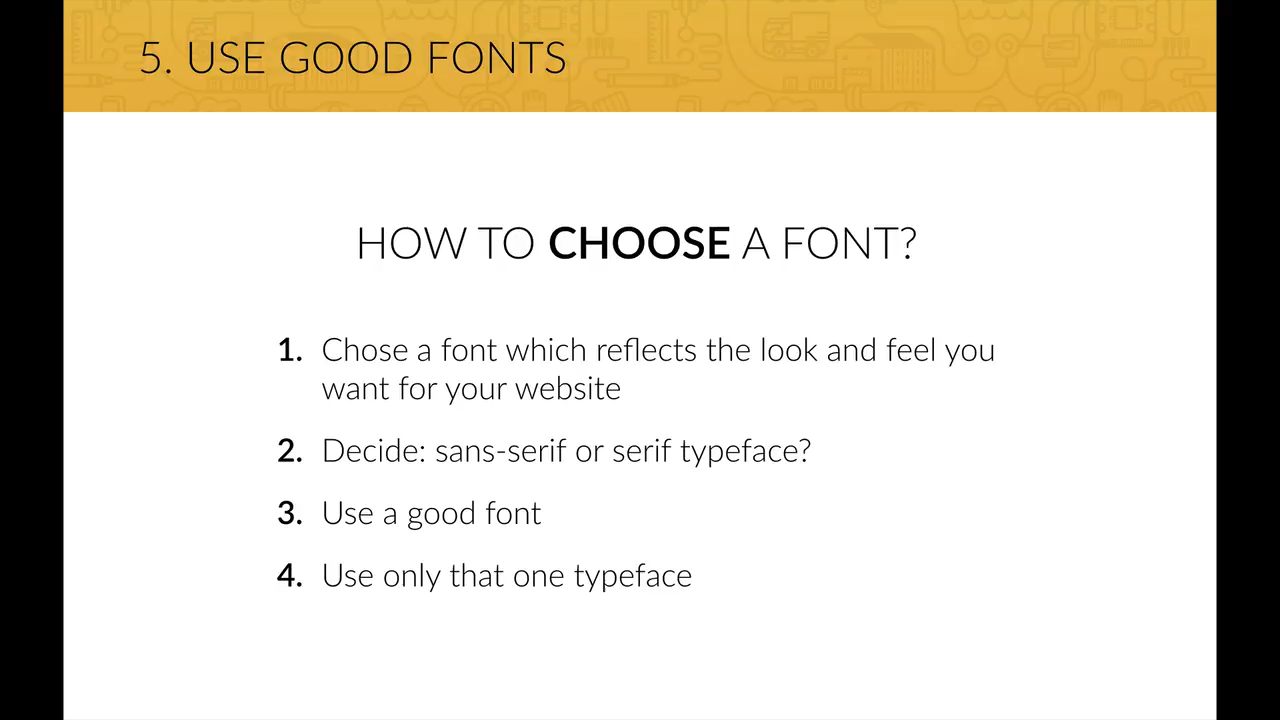 5. USE GOOD FONTS
HOW TO CHOOSE A FONT?
1. Chose a font which reflects the look and feel you
want for your website
2. Decide: sans-serif or serif typeface?
3. Use a good font
4. Use only that one typeface